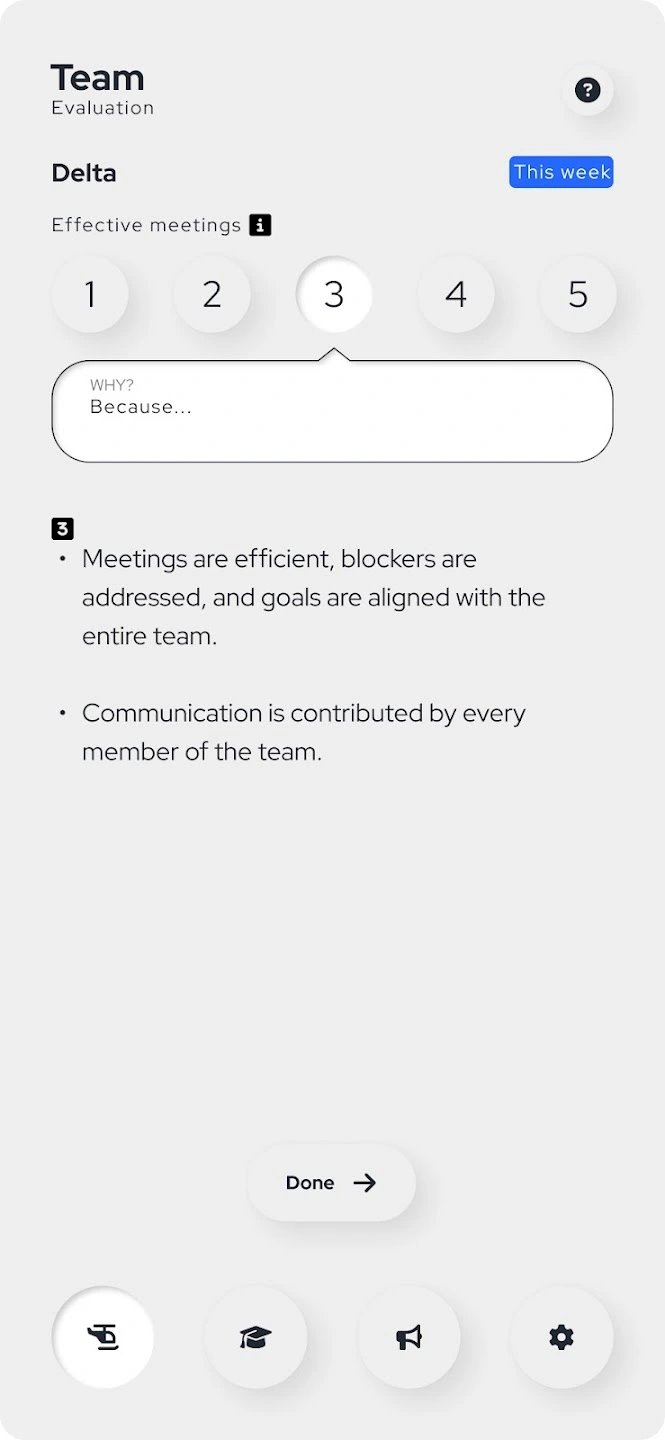 Team
Evaluation
?
Delta
This week
Effective meetings i
1 2 3 4 5
WHY?
Because...
3
• Meetings are efficient, blockers are
addressed, and goals are aligned with the
entire team.
• Communication is contributed by every
member of the team.
Done →